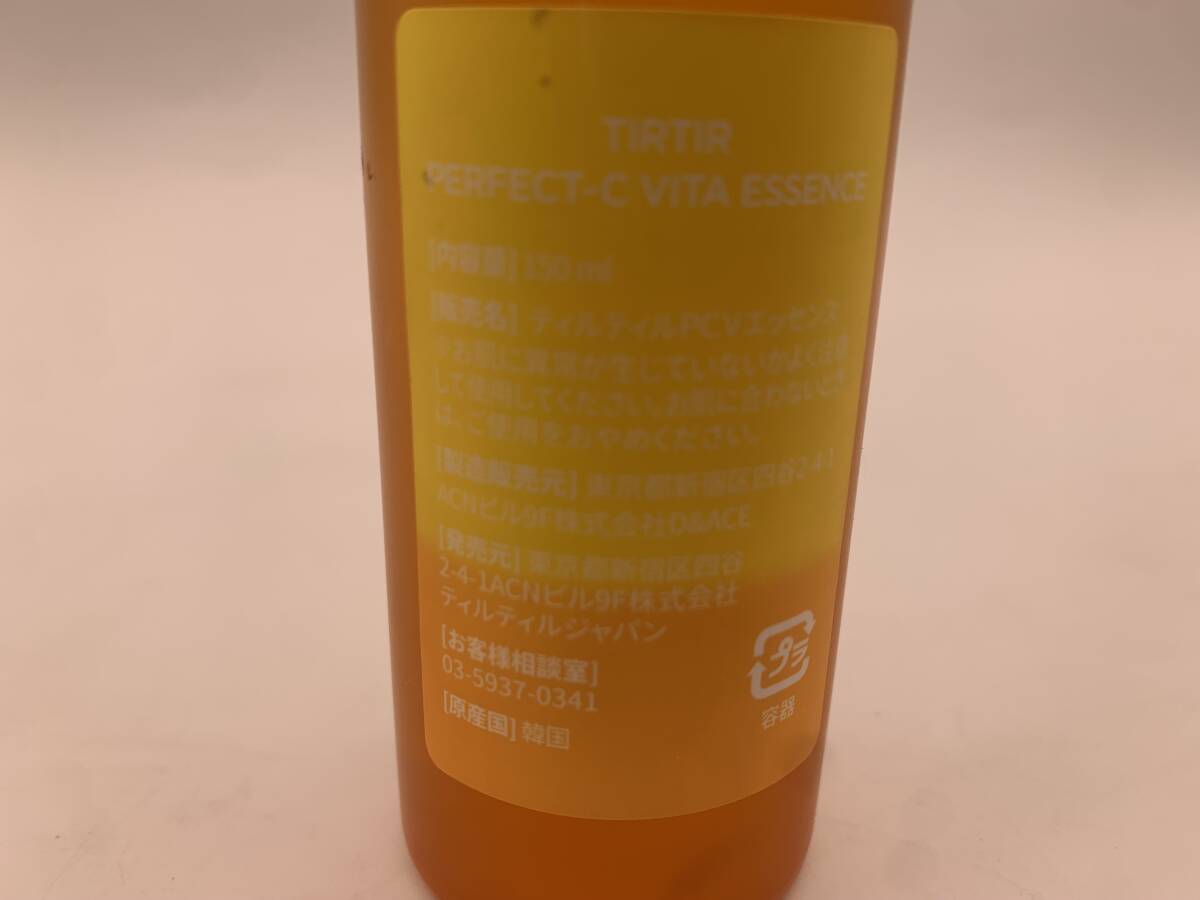 TIRTIR
PERFECT-C VITA ESSENCE
[内容量] 150 ml
[販売名] ティルティルPCVエッセンス
※お肌に異常が生じていないかよく注意
して使用してください。お肌に合わないとき
は、ご使用をおやめください。
[製造販売元] 東京都新宿区四谷2-4-1
ACNビル9F株式会社D&ACE
[発売元] 東京都新宿区四谷
2-4-1ACNビル9F株式会社
ティルティルジャパン
[お客様相談室]
03-5937-0341
[原産国] 韓国
プラ
容器